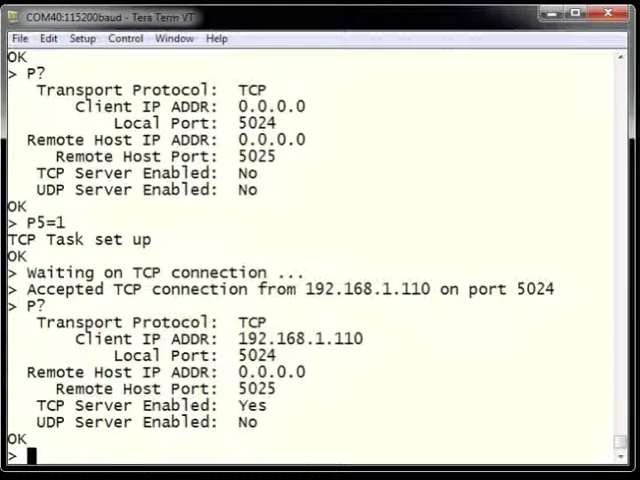 COM40:115200baud - Tera Term VT
File Edit Setup Control Window Help
OK
> P?
Transport Protocol: TCP
Client IP ADDR: 0.0.0.0
Local Port: 5024
Remote Host IP ADDR: 0.0.0.0
Remote Host Port: 5025
TCP Server Enabled: No
UDP Server Enabled: No
OK
> P5=1
TCP Task set up
OK
> Waiting on TCP connection ...
> Accepted TCP connection from 192.168.1.110 on port 5024
> P?
Transport Protocol: TCP
Client IP ADDR: 192.168.1.110
Local Port: 5024
Remote Host IP ADDR: 0.0.0.0
Remote Host Port: 5025
TCP Server Enabled: Yes
UDP Server Enabled: No
OK
>